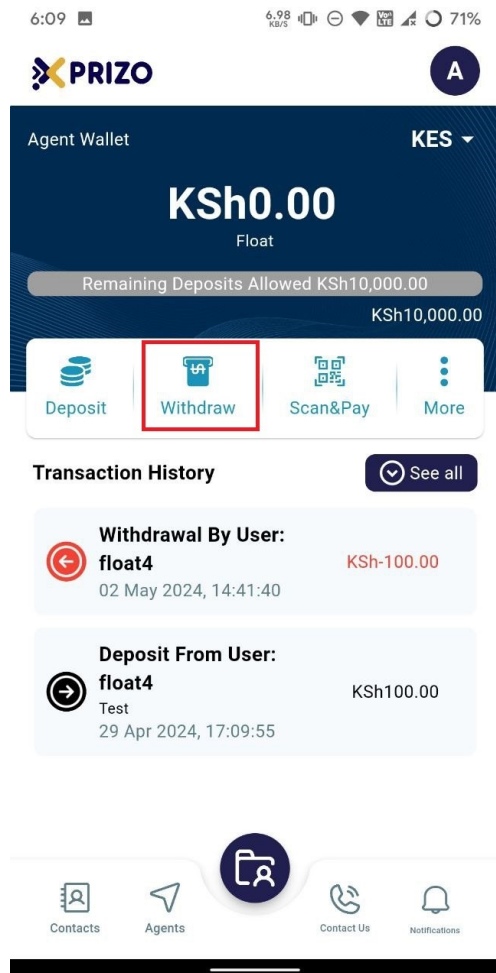 6:09 6.98 KB/S Vo) LTE 71%
XPRIZO
A
Agent Wallet KES
KSh0.00
Float
Remaining Deposits Allowed KSh10,000.00
KSh10,000.00
Deposit Withdraw Scan&Pay More
Transaction History See all
Withdrawal By User:
float4 KSh-100.00
02 May 2024, 14:41:40
Deposit From User:
float4 KSh100.00
Test
29 Apr 2024, 17:09:55
Contacts Agents Contact Us Notifications